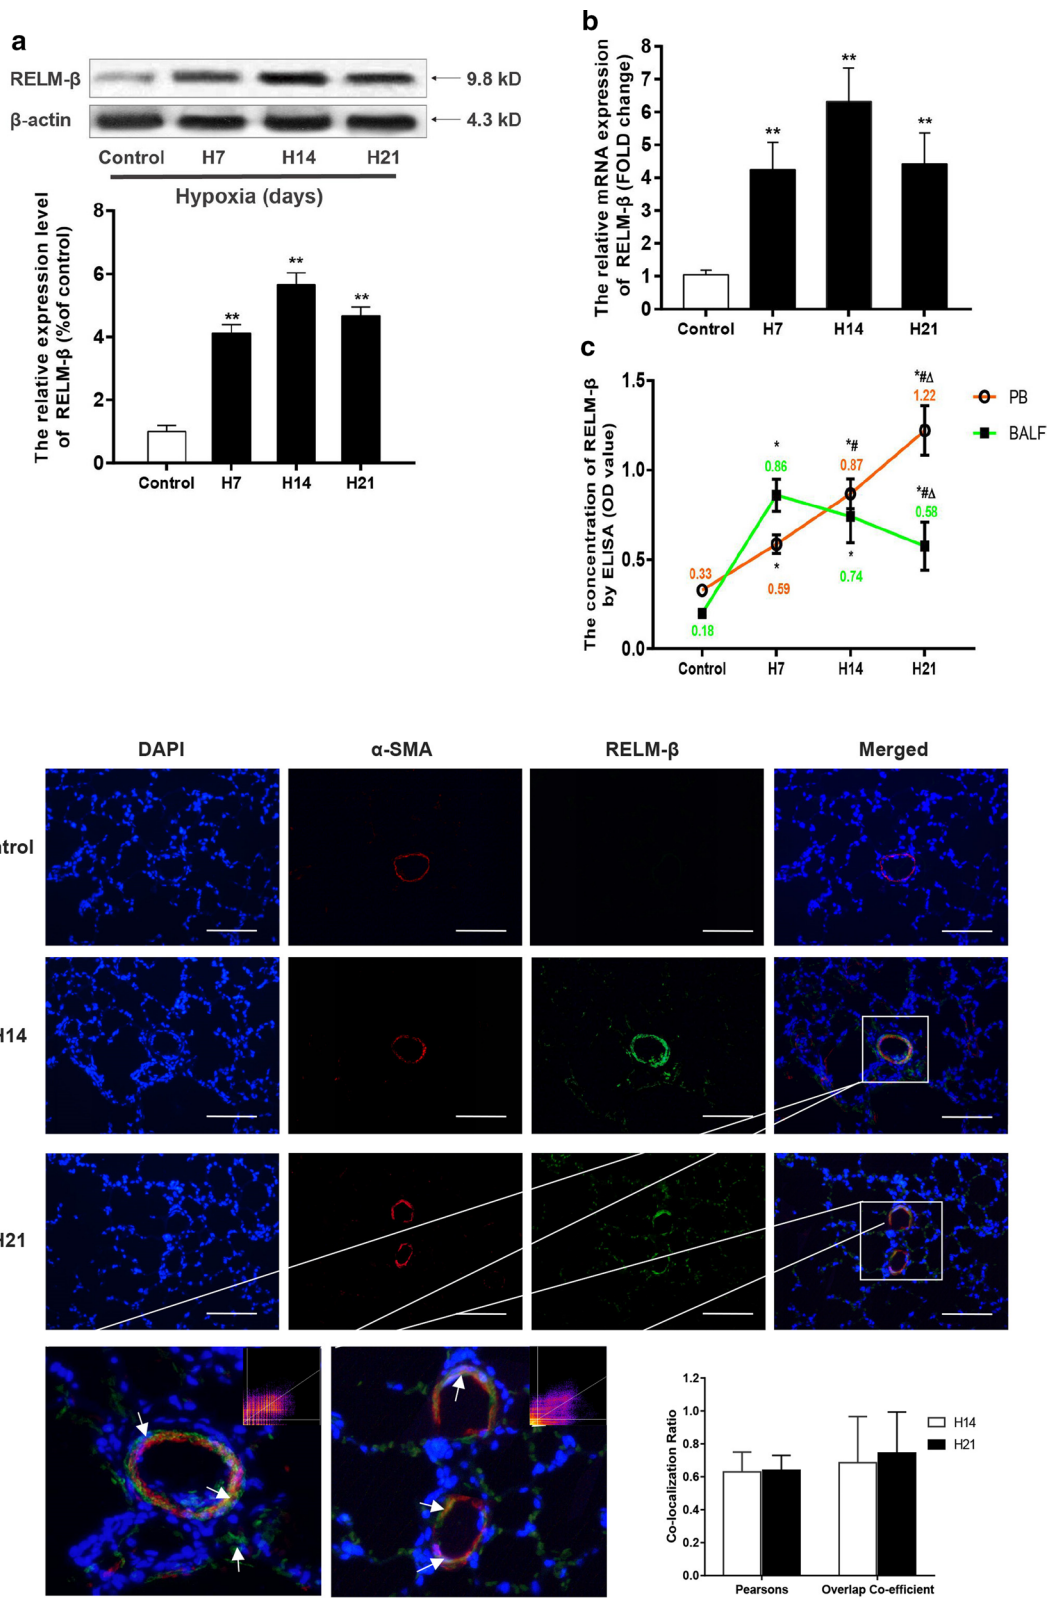 a
RELM-β
9.8 kD
β-actin
4.3 kD
Control H7 H14 H21
Hypoxia (days)
The relative expression level
of RELM-β (%of control)
8
6
4
2
0
** ** **
Control H7 H14 H21
b
The relative mRNA expression
of RELM-β (FOLD change)
8
7
6
5
4
3
2
1
0
** ** **
Control H7 H14 H21
c
The concentration of RELM-β
by ELISA (OD value)
1.5
1.0
0.5
0.0
0.33
0.18
*
0.86
*
0.59
*#
0.87
*
0.74
*#Δ
1.22
*#Δ
0.58
Control H7 H14 H21
PB
BALF
DAPI α-SMA RELM-β Merged
ntrol
H14
H21
Co-localization Ratio
1.2
1.0
0.8
0.6
0.4
0.2
0.0
Pearsons Overlap Co-efficient
H14
H21